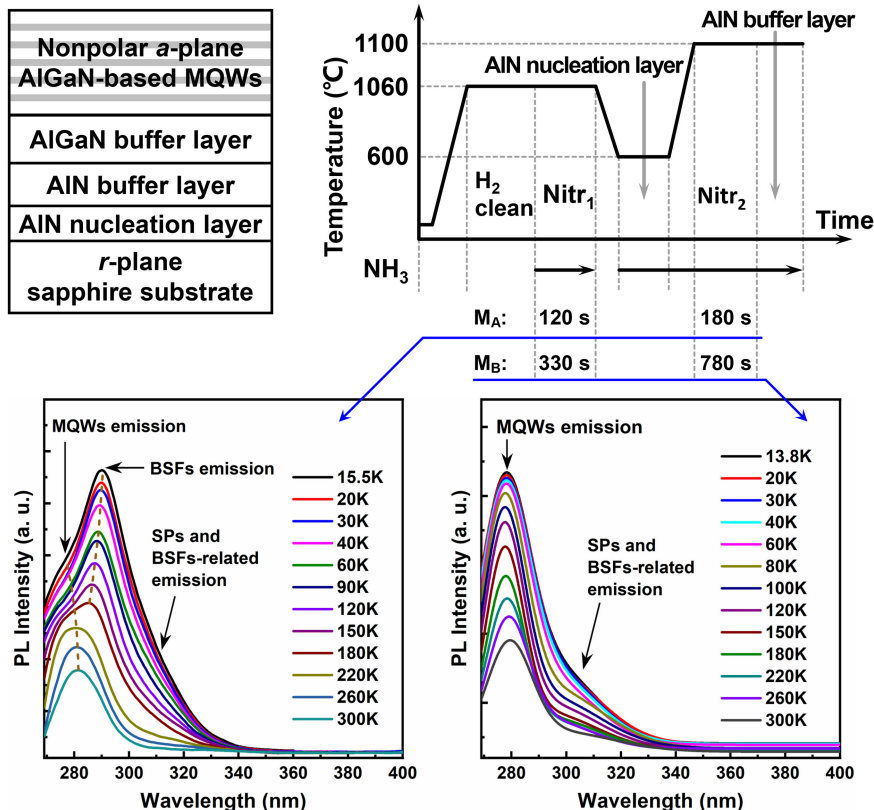 Nonpolar a-plane
AlGaN-based MQWs
AlGaN buffer layer
AlN buffer layer
AlN nucleation layer
r-plane
sapphire substrate
Temperature (℃)
1100
1060
600
AlN buffer layer
AlN nucleation layer
H2
clean
Nitr1
Nitr2
Time
NH3
MA: 120 s 180 s
MB: 330 s 780 s
PL Intensity (a. u.)
MQWs emission
BSFs emission
SPs and
BSFs-related
emission
15.5K
20K
30K
40K
60K
90K
120K
150K
180K
220K
260K
300K
280 300 320 340 360 380 400
Wavelength (nm)
PL Intensity (a. u.)
MQWs emission
SPs and
BSFs-related
emission
13.8K
20K
30K
40K
60K
80K
100K
120K
150K
180K
220K
260K
300K
280 300 320 340 360 380 400
Wavelength (nm)